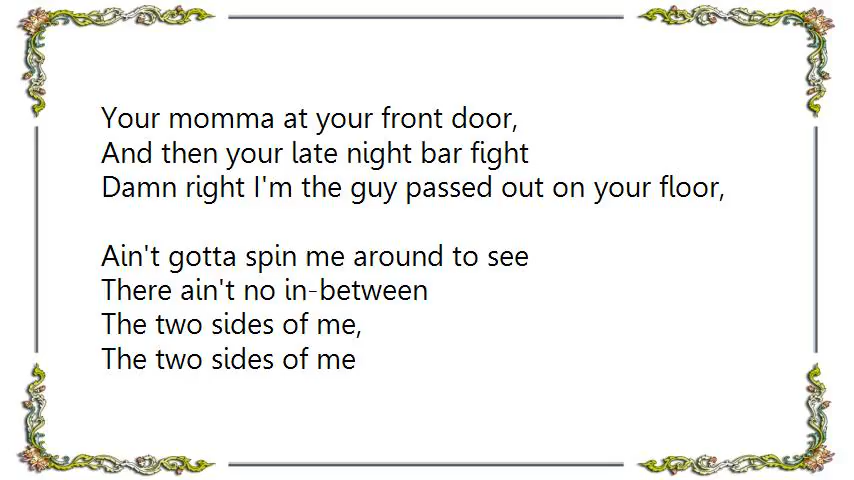 Your momma at your front door,
And then your late night bar fight
Damn right I'm the guy passed out on your floor,
Ain't gotta spin me around to see
There ain't no in-between
The two sides of me,
The two sides of me